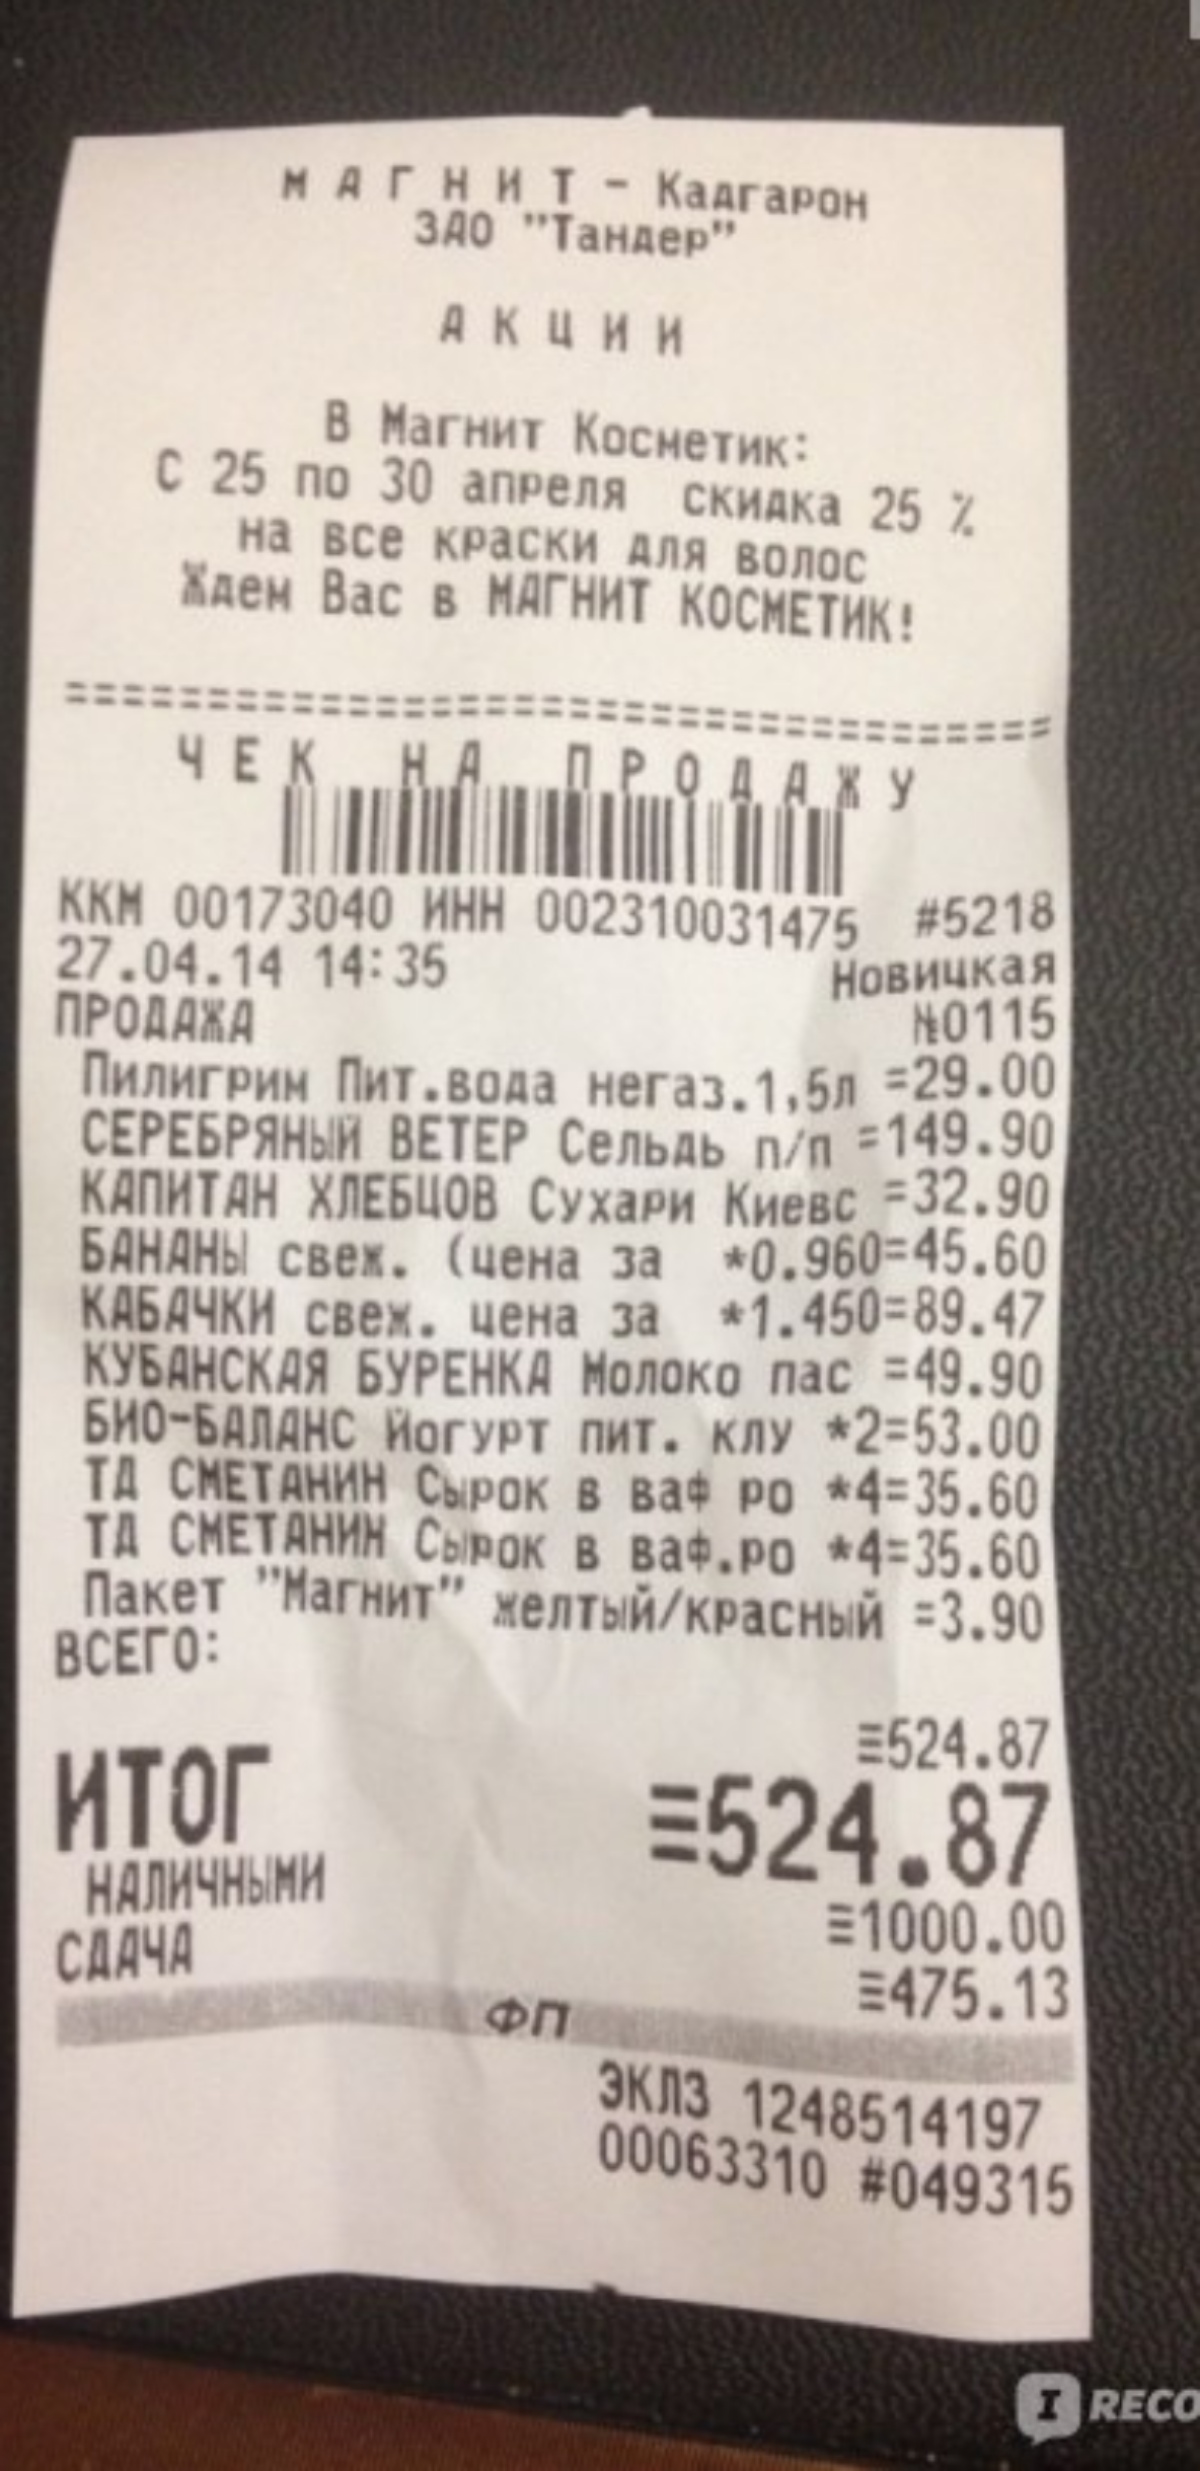 М А Г Н И Т - Кадгарон
ЗАО "Тандер"
А К Ц И И
В Магнит Косметик:
С 25 по 30 апреля скидка 25 %
на все краски для волос
Ждем Вас в МАГНИТ КОСМЕТИК!
==================================
Ч Е К Н А П Р О Д А Ж У
ККМ 00173040 ИНН 002310031475 #5218
27.04.14 14:35 Новицкая
ПРОДАЖА №0115
Пилигрим Пит.вода негаз.1,5л =29.00
СЕРЕБРЯНЫЙ ВЕТЕР Сельдь п/п =149.90
КАПИТАН ХЛЕБЦОВ Сухари Киевс =32.90
БАНАНЫ свеж. (цена за *0.960=45.60
КАБАЧКИ свеж. цена за *1.450=89.47
КУБАНСКАЯ БУРЕНКА Молоко пас =49.90
БИО-БАЛАНС Йогурт пит. клу *2=53.00
ТД СМЕТАНИН Сырок в ваф ро *4=35.60
ТД СМЕТАНИН Сырок в ваф.ро *4=35.60
Пакет "Магнит" желтый/красный =3.90
ВСЕГО:
≡524.87
ИТОГ ≡524.87
НАЛИЧНЫМИ ≡1000.00
СДАЧА ≡475.13
ФП
ЭКЛЗ 1248514197
00063310 #049315
I RECO